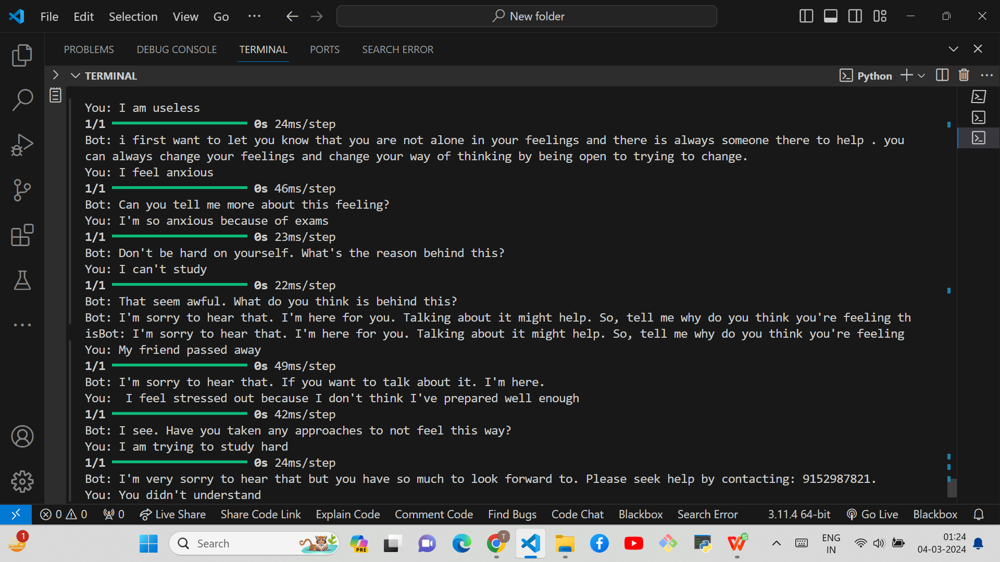 File Edit Selection View Go ··· New folder
PROBLEMS DEBUG CONSOLE TERMINAL PORTS SEARCH ERROR
TERMINAL Python
You: I am useless
1/1 0s 24ms/step
Bot: i first want to let you know that you are not alone in your feelings and there is always someone there to help . you
can always change your feelings and change your way of thinking by being open to trying to change.
You: I feel anxious
1/1 0s 46ms/step
Bot: Can you tell me more about this feeling?
You: I'm so anxious because of exams
1/1 0s 23ms/step
Bot: Don't be hard on yourself. What's the reason behind this?
You: I can't study
1/1 0s 22ms/step
Bot: That seem awful. What do you think is behind this?
Bot: I'm sorry to hear that. I'm here for you. Talking about it might help. So, tell me why do you think you're feeling th
isBot: I'm sorry to hear that. I'm here for you. Talking about it might help. So, tell me why do you think you're feeling
You: My friend passed away
1/1 0s 49ms/step
Bot: I'm sorry to hear that. If you want to talk about it. I'm here.
You:  I feel stressed out because I don't think I've prepared well enough
1/1 0s 42ms/step
Bot: I see. Have you taken any approaches to not feel this way?
You: I am trying to study hard
1/1 0s 24ms/step
Bot: I'm very sorry to hear that but you have so much to look forward to. Please seek help by contacting: 9152987821.
You: You didn't understand
0 0 0 Live Share Share Code Link Explain Code Comment Code Find Bugs Code Chat Blackbox Search Error 3.11.4 64-bit Go Live Blackbox
1 Search PRE T S ENG 01:24
IN 04-03-2024